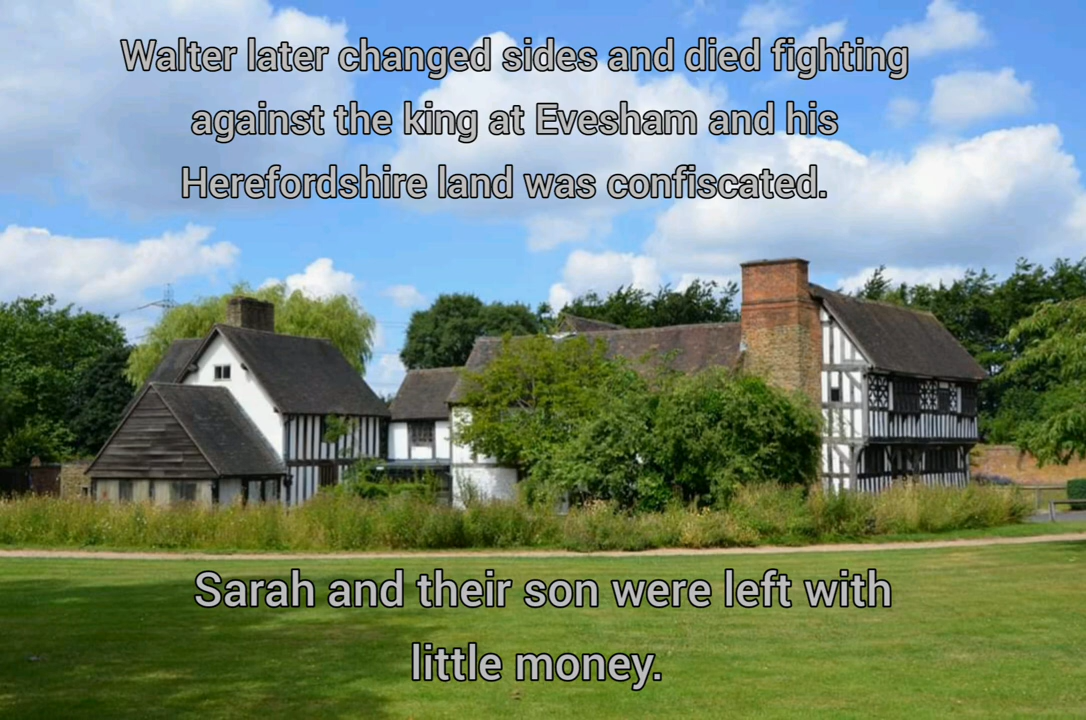 Walter later changed sides and died fighting
against the king at Evesham and his
Herefordshire land was confiscated.
Sarah and their son were left with
little money.